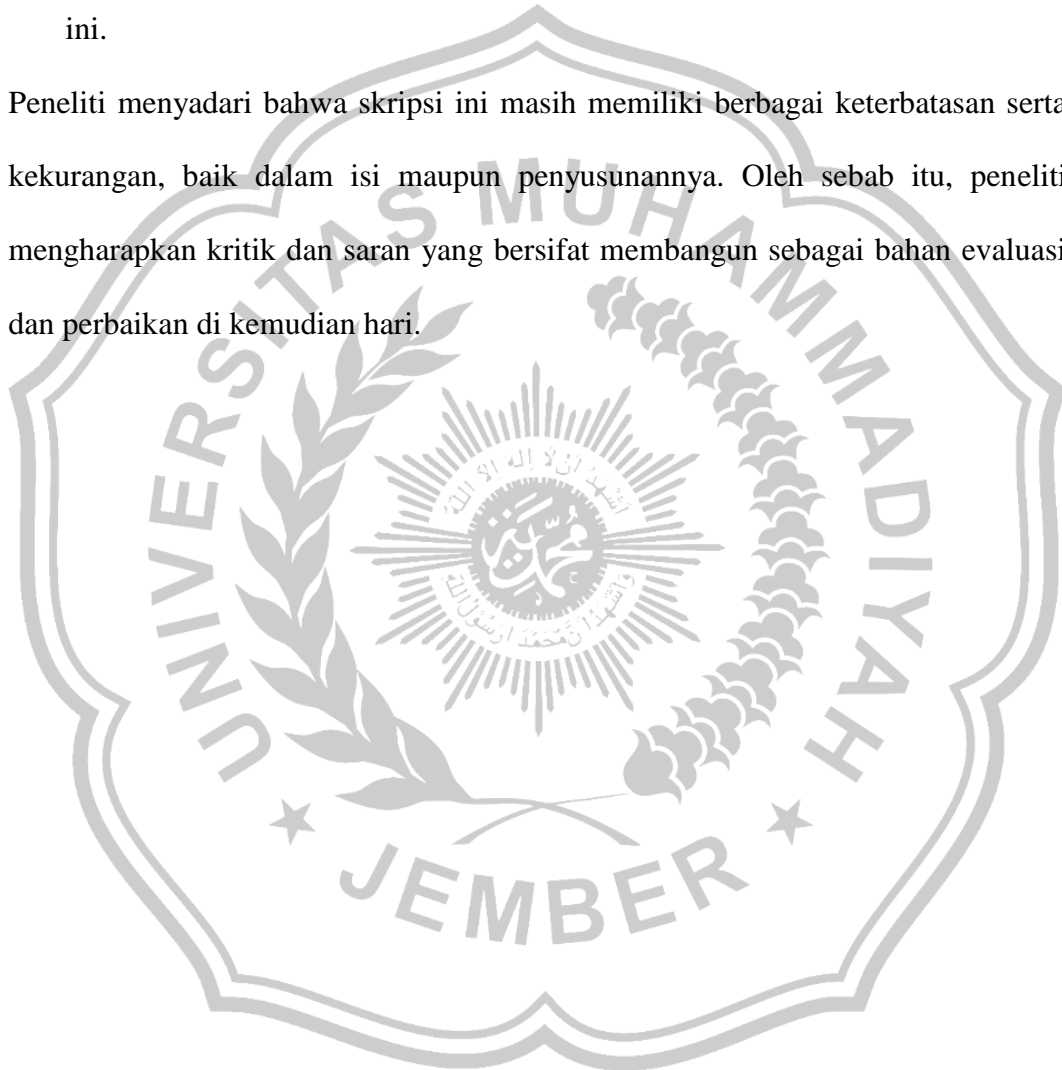 ini.
Peneliti menyadari bahwa skripsi ini masih memiliki berbagai keterbatasan serta
kekurangan, baik dalam isi maupun penyusunannya. Oleh sebab itu, peneliti
mengharapkan kritik dan saran yang bersifat membangun sebagai bahan evaluasi
dan perbaikan di kemudian hari.
UNIVERSITAS MUHAMMADIYAH
JEMBER